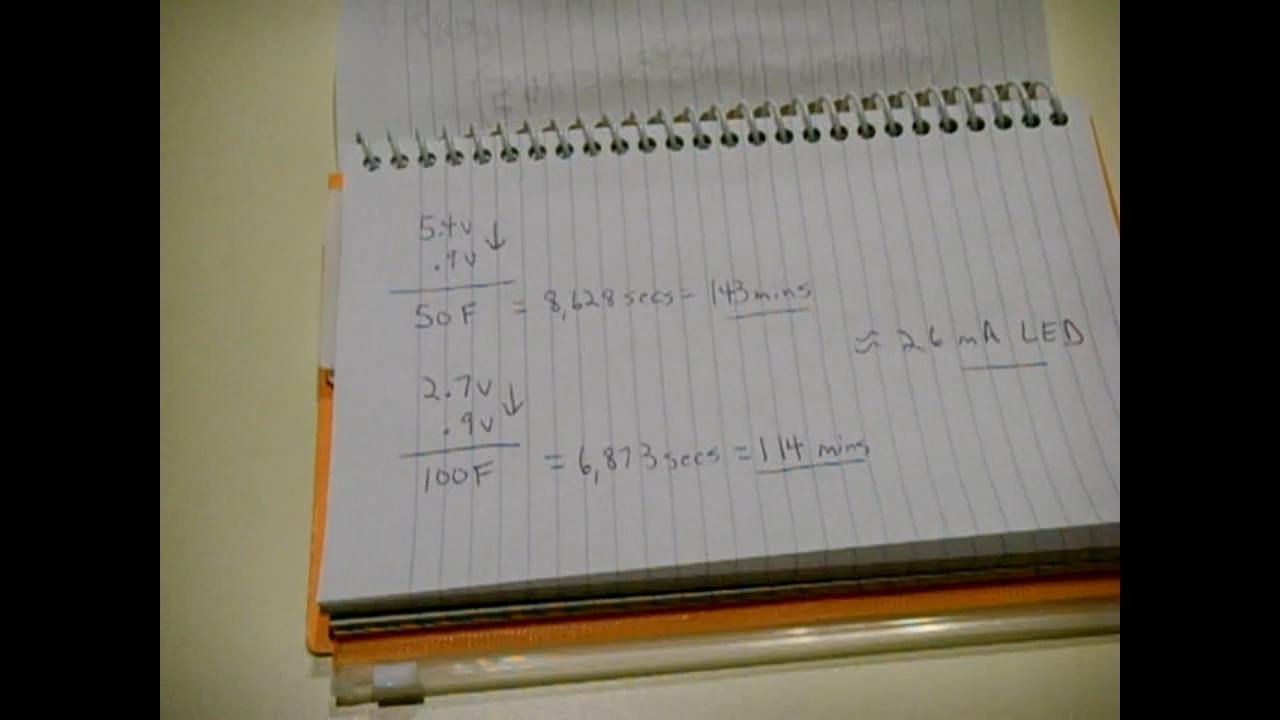 5.4v ↓
.9v
50F = 8,628 secs = 143 mins
≈ 26 mA LED
2.7v ↓
.9v
100F = 6,873 secs = 114 mins